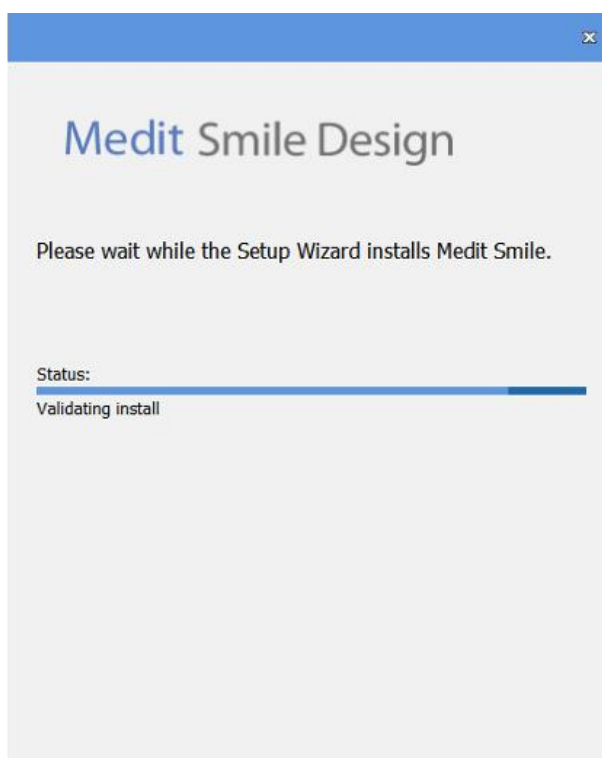 Medit Smile Design
Please wait while the Setup Wizard installs Medit Smile.
Status:
Validating install